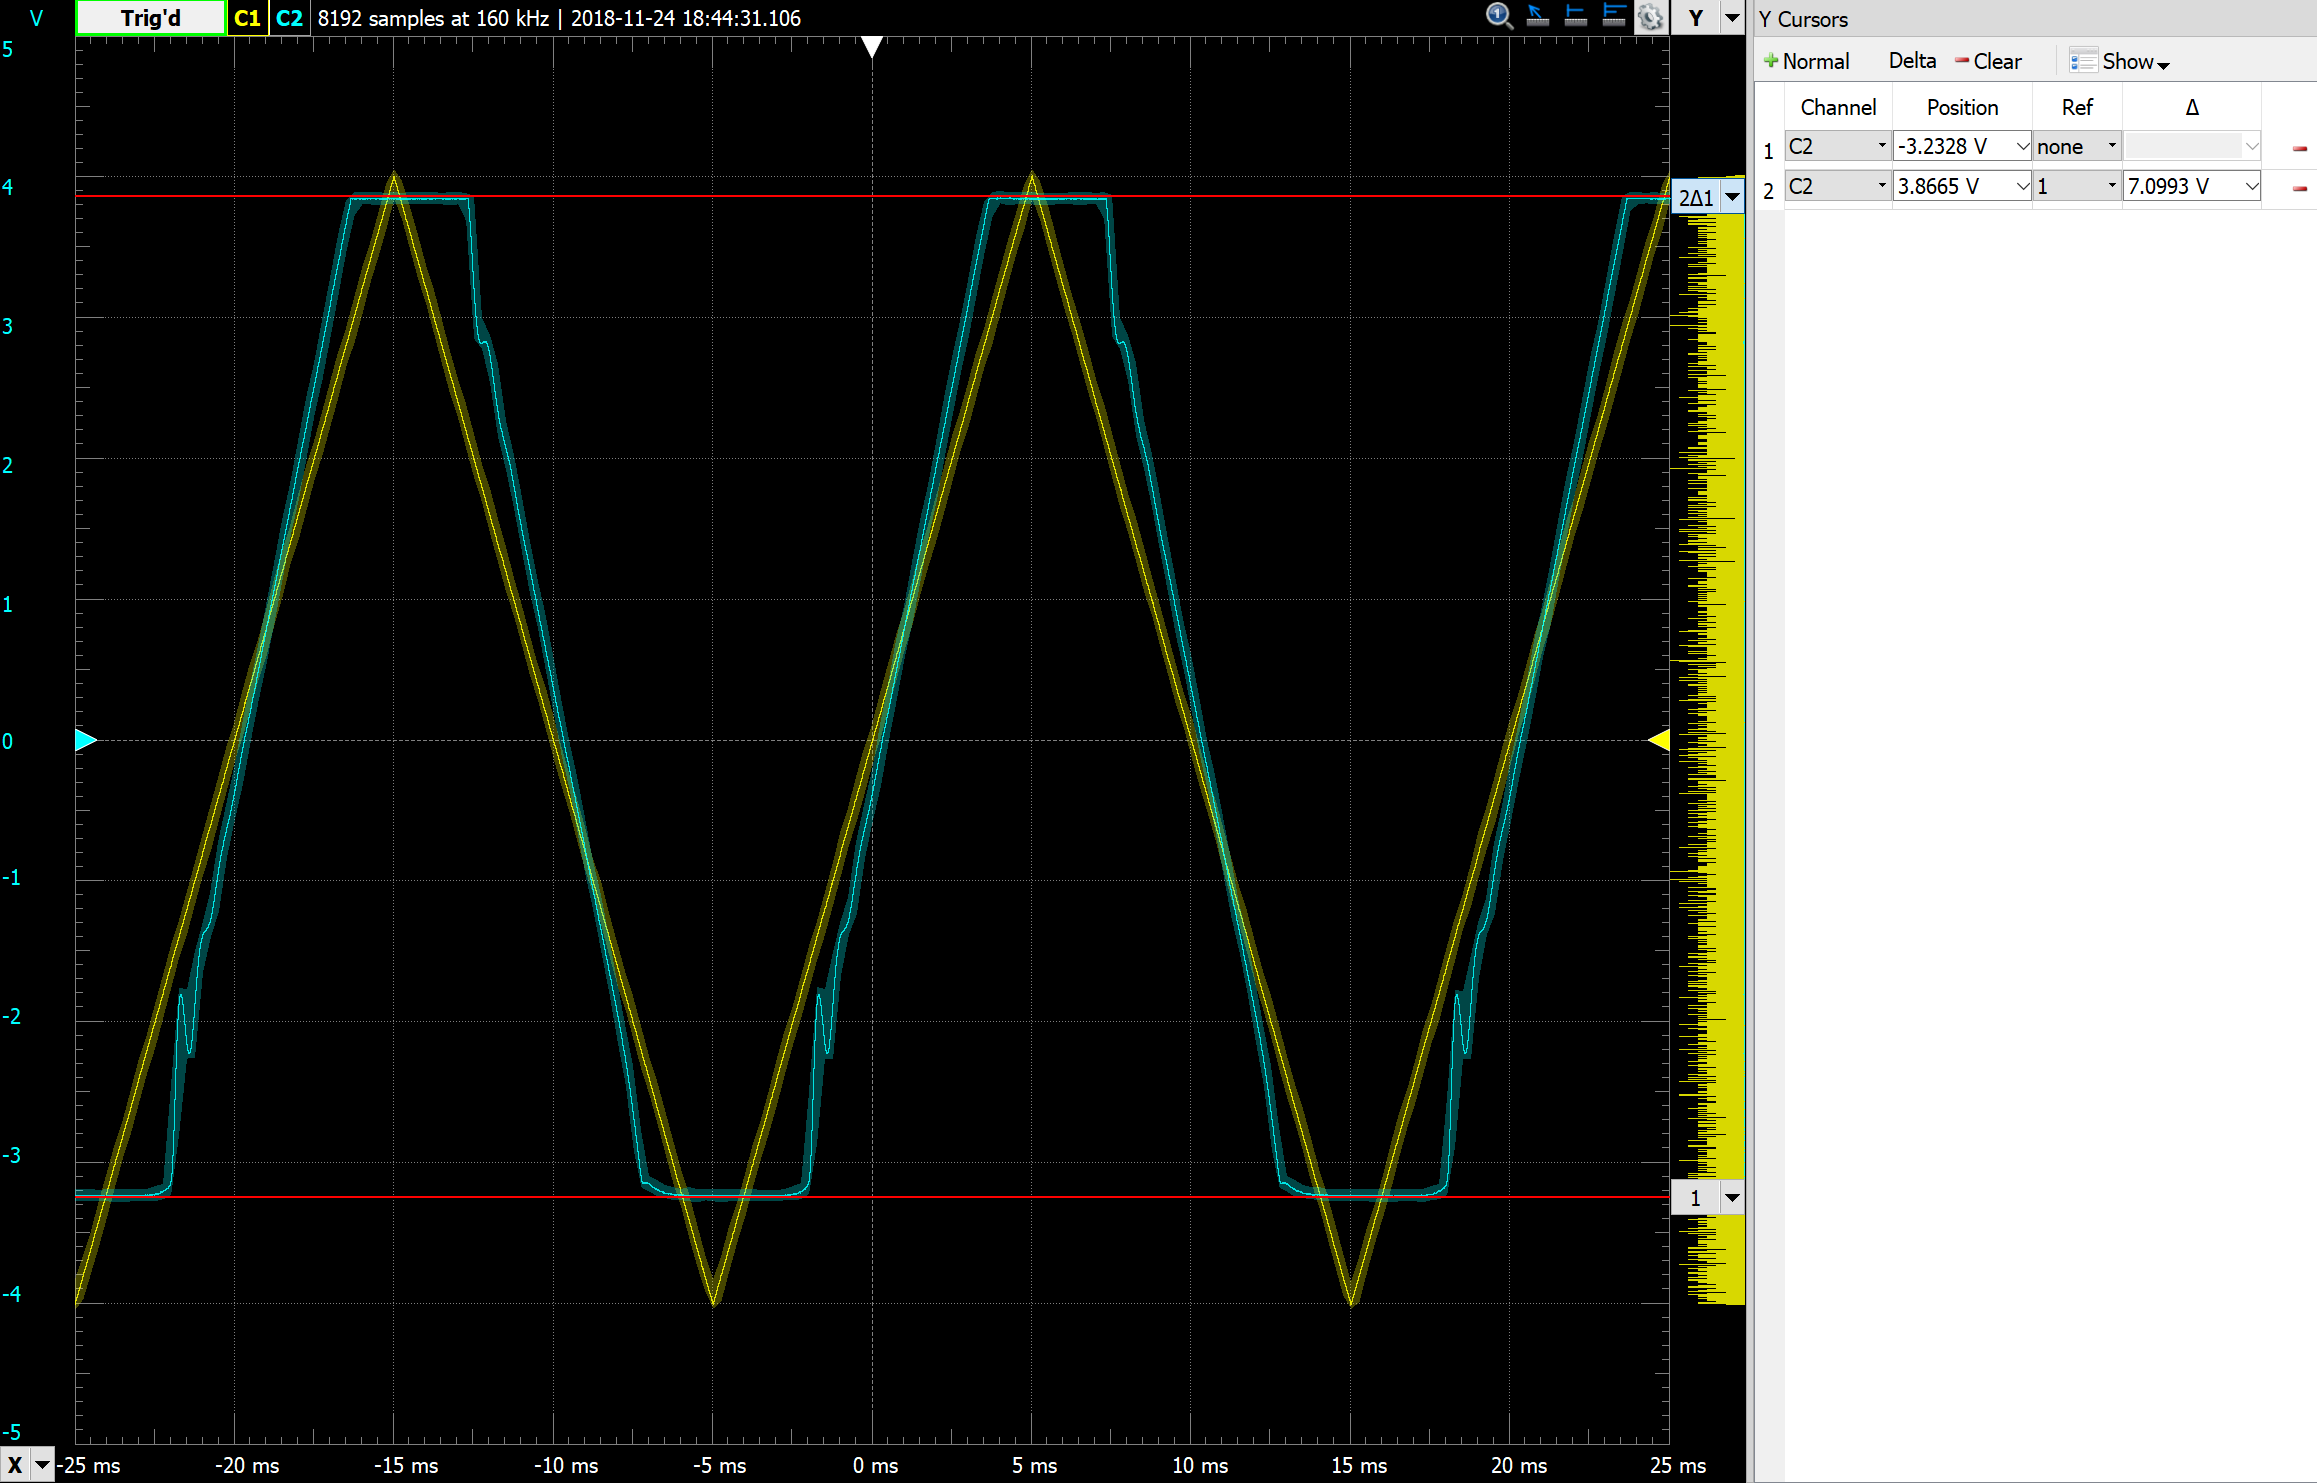 V Trig'd C1 C2 8192 samples at 160 kHz | 2018-11-24 18:44:31.106 Y
Y Cursors
Normal Delta Clear Show
Channel Position Ref Δ
1 C2 -3.2328 V none
2 C2 3.8665 V 1 7.0993 V
5
4
3
2
1
0
-1
-2
-3
-4
-5
2Δ1
1
X -25 ms -20 ms -15 ms -10 ms -5 ms 0 ms 5 ms 10 ms 15 ms 20 ms 25 ms